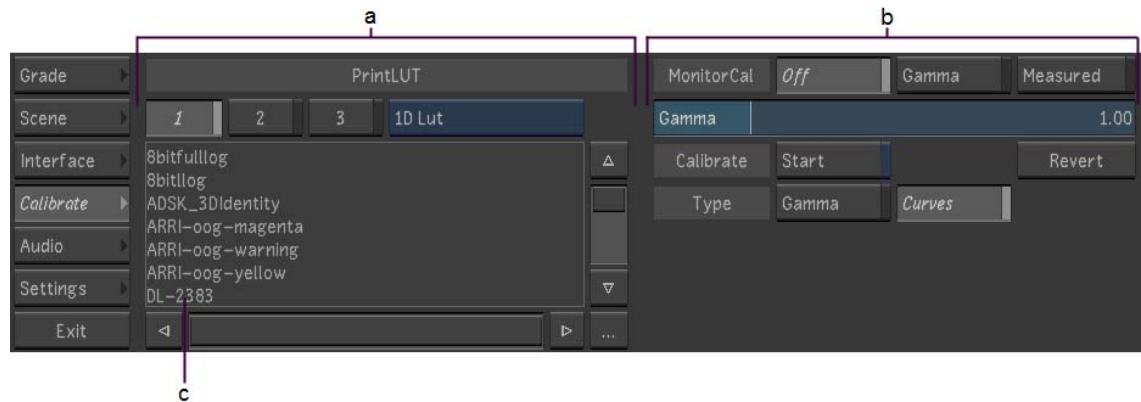 a b
Grade PrintLUT MonitorCal Off Gamma Measured
Scene 1 2 3 1D Lut Gamma 1.00
Interface 8bitfulllog Calibrate Start Revert
8bitllog
Calibrate ADSK_3DIdentity Type Gamma Curves
ARRI-oog-magenta
Audio ARRI-oog-warning
ARRI-oog-yellow
Settings DL-2383
Exit ...
c